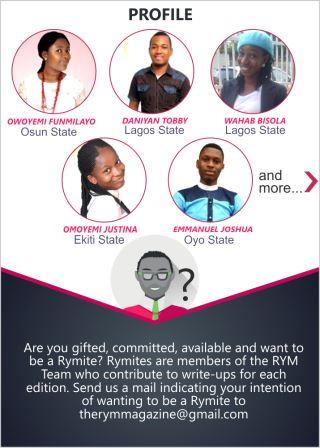 PROFILE
OWOYEMI FUNMILAYO
Osun State
DANIYAN TOBBY
Lagos State
WAHAB BISOLA
Lagos State
OMOYEMI JUSTINA
Ekiti State
EMMANUEL JOSHUA
Oyo State
and
more...
?
Are you gifted, committed, available and want to
be a Rymite? Rymites are members of the RYM
Team who contribute to write-ups for each
edition. Send us a mail indicating your intention
of wanting to be a Rymite to
therymmagazine@gmail.com